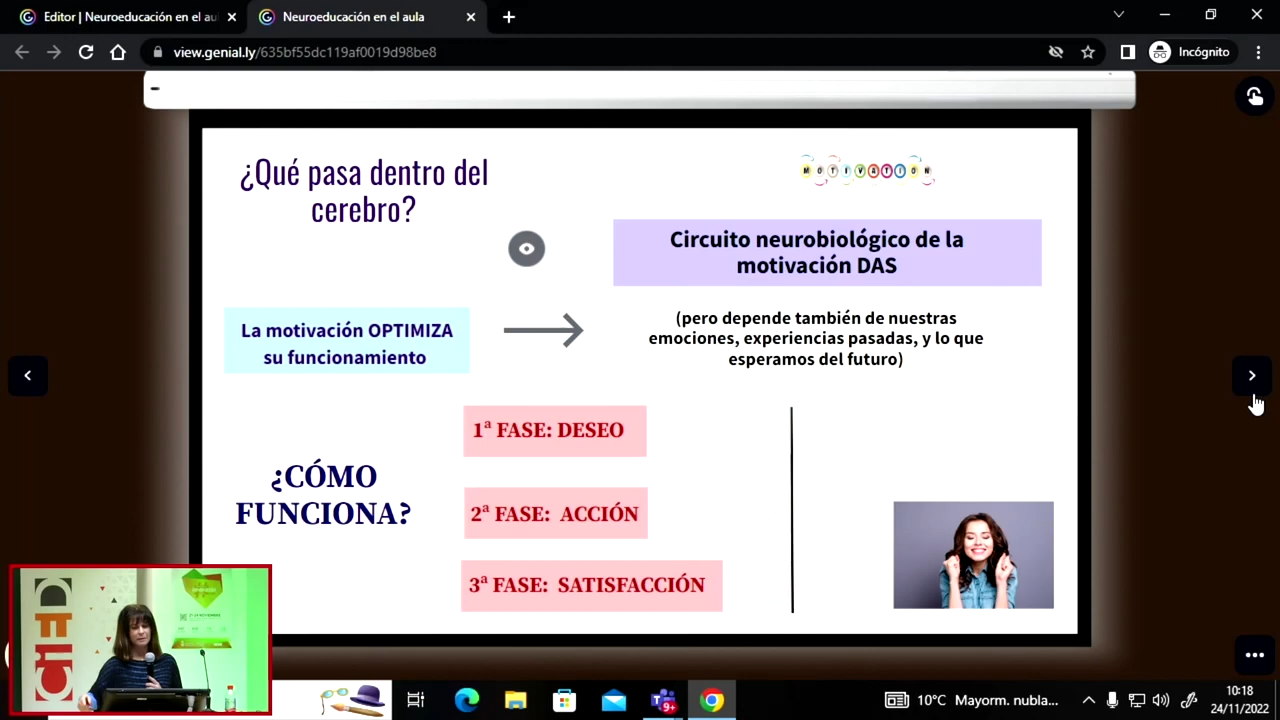 Editor | Neuroeducación en el au
Neuroeducación en el aula
view.genial.ly/635bf55dc119af0019d98be8
Incógnito
¿Qué pasa dentro del
cerebro?
MOTIVATION
Circuito neurobiológico de la
motivación DAS
La motivación OPTIMIZA
su funcionamiento
(pero depende también de nuestras
emociones, experiencias pasadas, y lo que
esperamos del futuro)
¿CÓMO
FUNCIONA?
1ª FASE: DESEO
2ª FASE: ACCIÓN
3ª FASE: SATISFACCIÓN
9+
10°C Mayorm. nubla...
10:18
24/11/2022